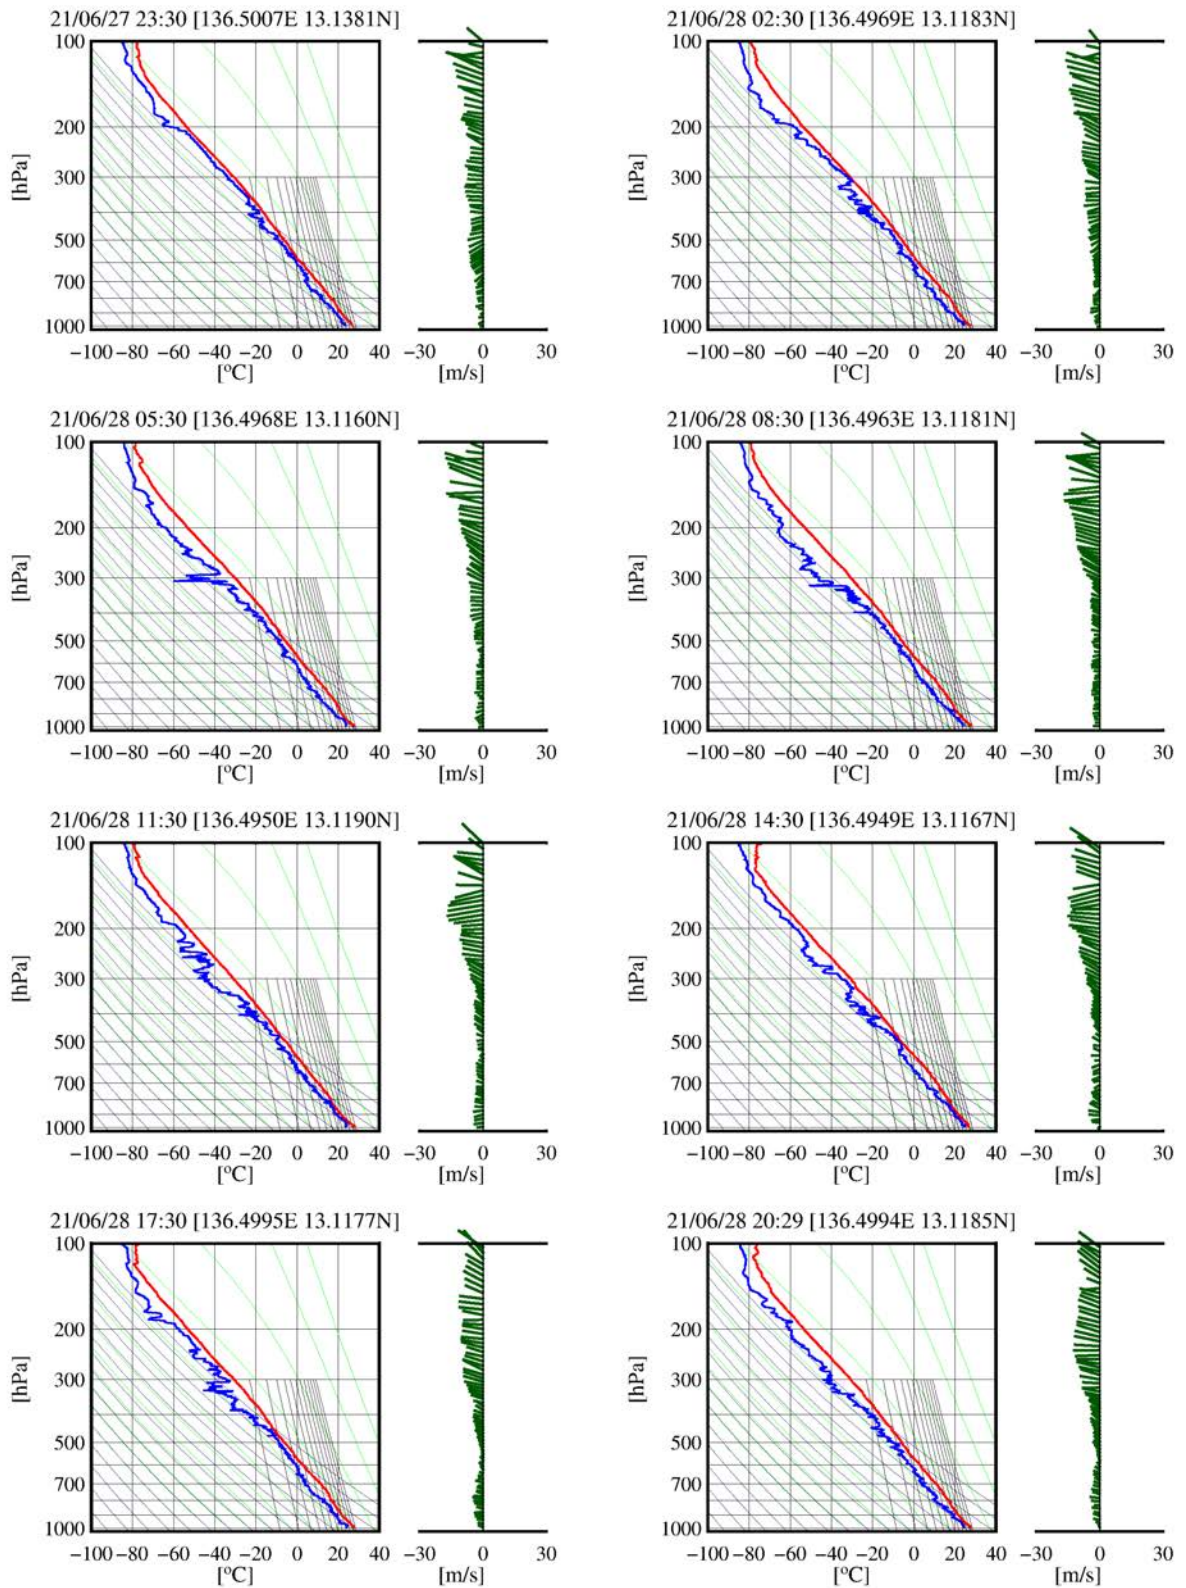 21/06/27 23:30 [136.5007E 13.1381N]
100
200
300
500
700
1000
[hPa]
−100 −80 −60 −40 −20 0 20 40
[°C]
−30 0 30
[m/s]
21/06/28 02:30 [136.4969E 13.1183N]
100
200
300
500
700
1000
[hPa]
−100 −80 −60 −40 −20 0 20 40
[°C]
−30 0 30
[m/s]
21/06/28 05:30 [136.4968E 13.1160N]
100
200
300
500
700
1000
[hPa]
−100 −80 −60 −40 −20 0 20 40
[°C]
−30 0 30
[m/s]
21/06/28 08:30 [136.4963E 13.1181N]
100
200
300
500
700
1000
[hPa]
−100 −80 −60 −40 −20 0 20 40
[°C]
−30 0 30
[m/s]
21/06/28 11:30 [136.4950E 13.1190N]
100
200
300
500
700
1000
[hPa]
−100 −80 −60 −40 −20 0 20 40
[°C]
−30 0 30
[m/s]
21/06/28 14:30 [136.4949E 13.1167N]
100
200
300
500
700
1000
[hPa]
−100 −80 −60 −40 −20 0 20 40
[°C]
−30 0 30
[m/s]
21/06/28 17:30 [136.4995E 13.1177N]
100
200
300
500
700
1000
[hPa]
−100 −80 −60 −40 −20 0 20 40
[°C]
−30 0 30
[m/s]
21/06/28 20:29 [136.4994E 13.1185N]
100
200
300
500
700
1000
[hPa]
−100 −80 −60 −40 −20 0 20 40
[°C]
−30 0 30
[m/s]